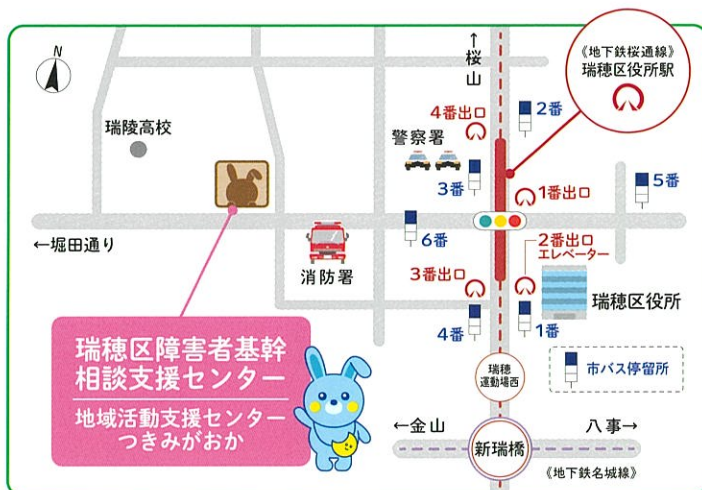 N
↑桜山
《地下鉄桜通線》
瑞穂区役所駅
瑞陵高校
4番出口
警察署
2番
3番
1番出口
5番
←堀田通り
6番
消防署
2番出口
エレベーター
3番出口
瑞穂区役所
4番
1番
瑞穂区障害者基幹
相談支援センター
地域活動支援センター
つきみがおか
瑞穂
運動場西
市バス停留所
←金山
新瑞橋
八事→
《地下鉄名城線》